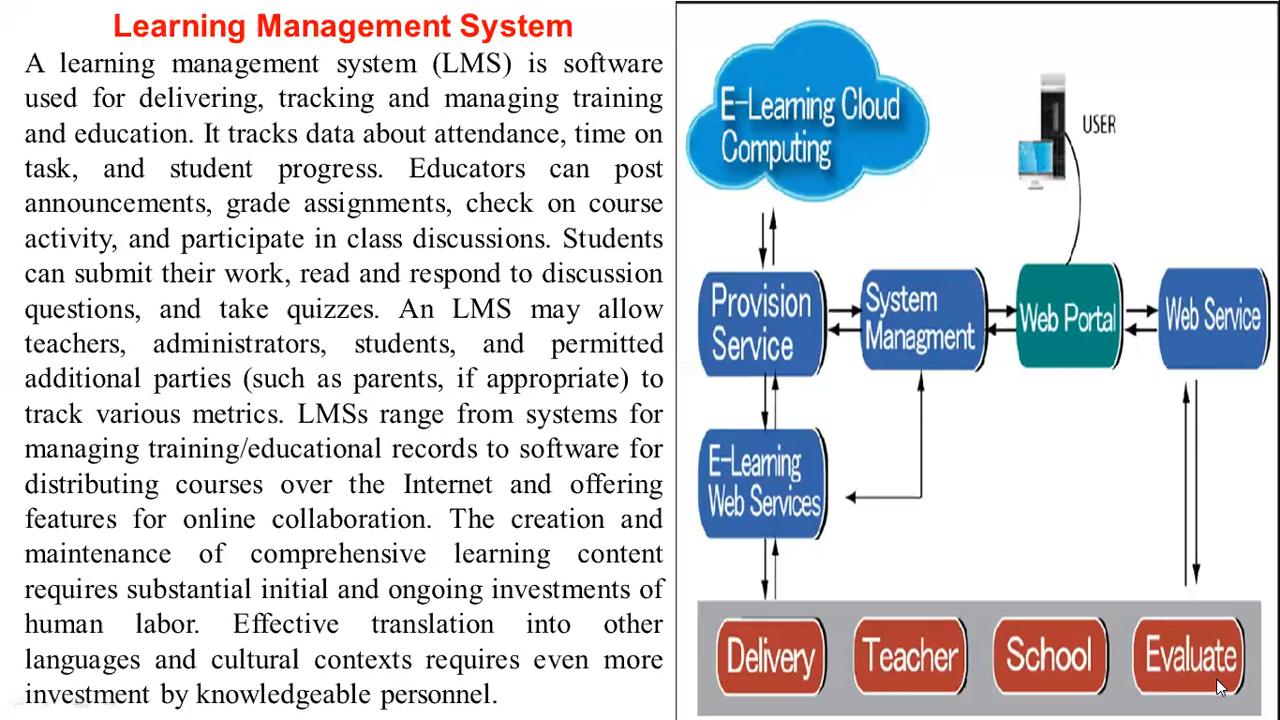 Learning Management System
A learning management system (LMS) is software
used for delivering, tracking and managing training
and education. It tracks data about attendance, time on
task, and student progress. Educators can post
announcements, grade assignments, check on course
activity, and participate in class discussions. Students
can submit their work, read and respond to discussion
questions, and take quizzes. An LMS may allow
teachers, administrators, students, and permitted
additional parties (such as parents, if appropriate) to
track various metrics. LMSs range from systems for
managing training/educational records to software for
distributing courses over the Internet and offering
features for online collaboration. The creation and
maintenance of comprehensive learning content
requires substantial initial and ongoing investments of
human labor. Effective translation into other
languages and cultural contexts requires even more
investment by knowledgeable personnel.
E-Learning Cloud
Computing
USER
Provision
Service
System
Managment
Web Portal
Web Service
E-Learning
Web Services
Delivery
Teacher
School
Evaluate